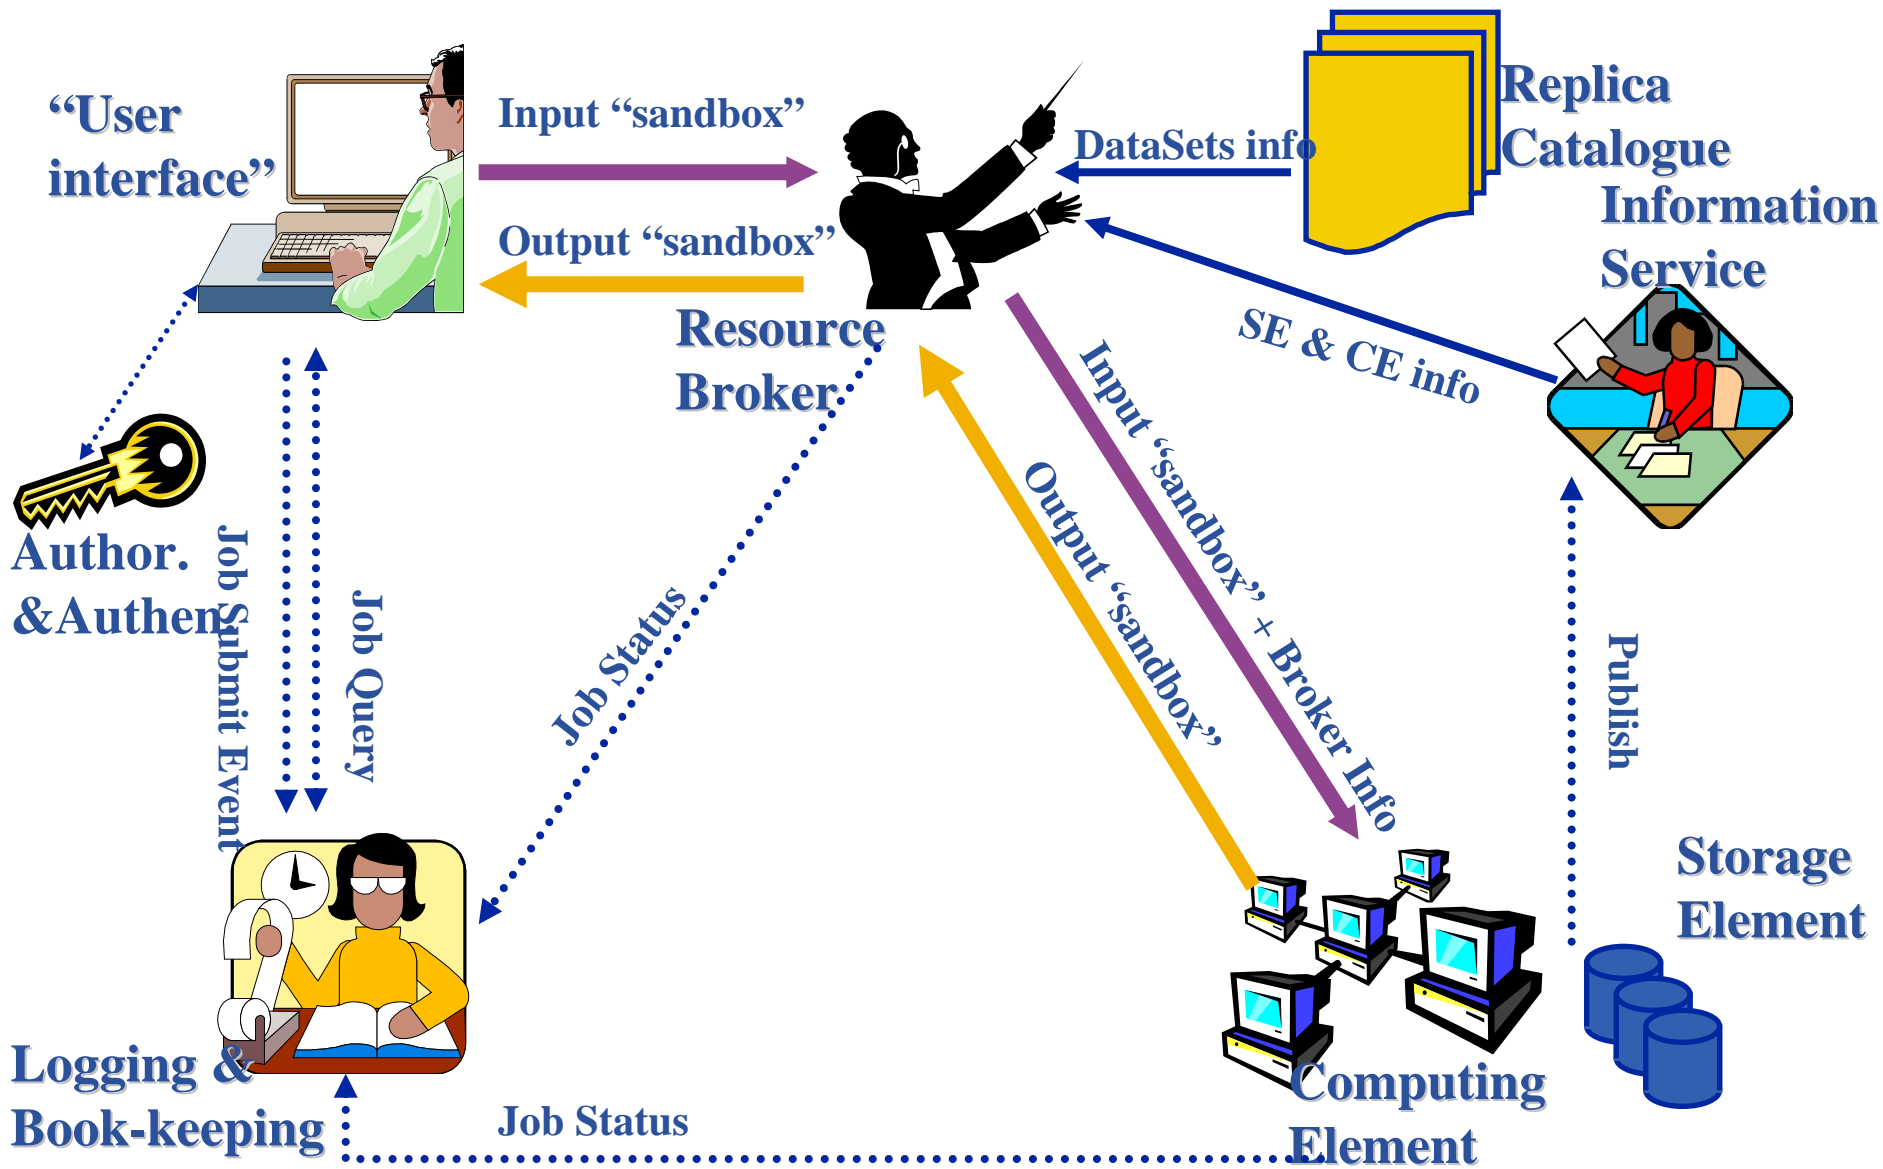 “User
interface”
Input “sandbox”
Output “sandbox”
DataSets info
Replica
Catalogue
Information
Service
SE & CE info
Resource
Broker
Input “sandbox” + Broker Info
Output “sandbox”
Author.
&Authen.
Job Submit Event
Job Query
Job Status
Publish
Storage
Element
Logging &
Book-keeping
Job Status
Computing
Element